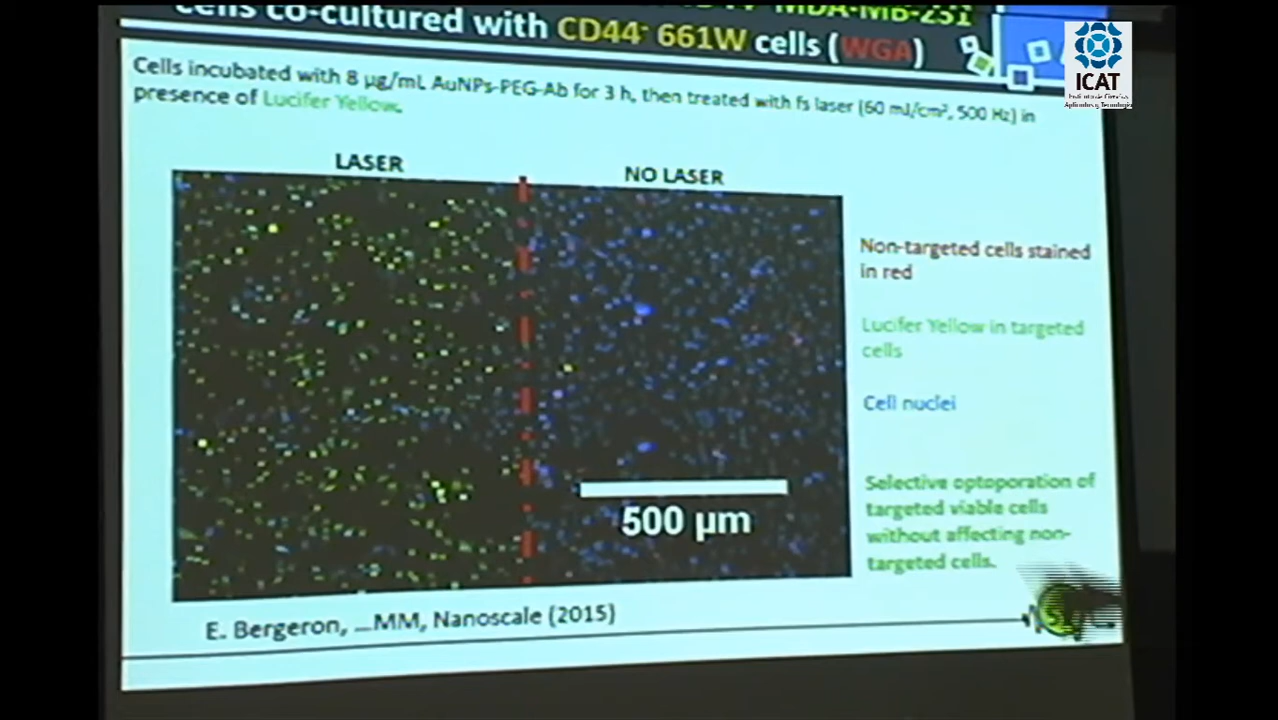 MDA-MB-231
cells co-cultured with CD44- 661W cells (WGA)
Cells incubated with 8 µg/mL AuNPs-PEG-Ab for 3 h, then treated with fs laser (60 mJ/cm², 500 Hz) in
presence of Lucifer Yellow.
LASER
NO LASER
Non-targeted cells stained
in red
Lucifer Yellow in targeted
cells
Cell nuclei
Selective optoporation of
targeted viable cells
without affecting non-
targeted cells.
500 µm
E. Bergeron, ...MM, Nanoscale (2015)
ICAT